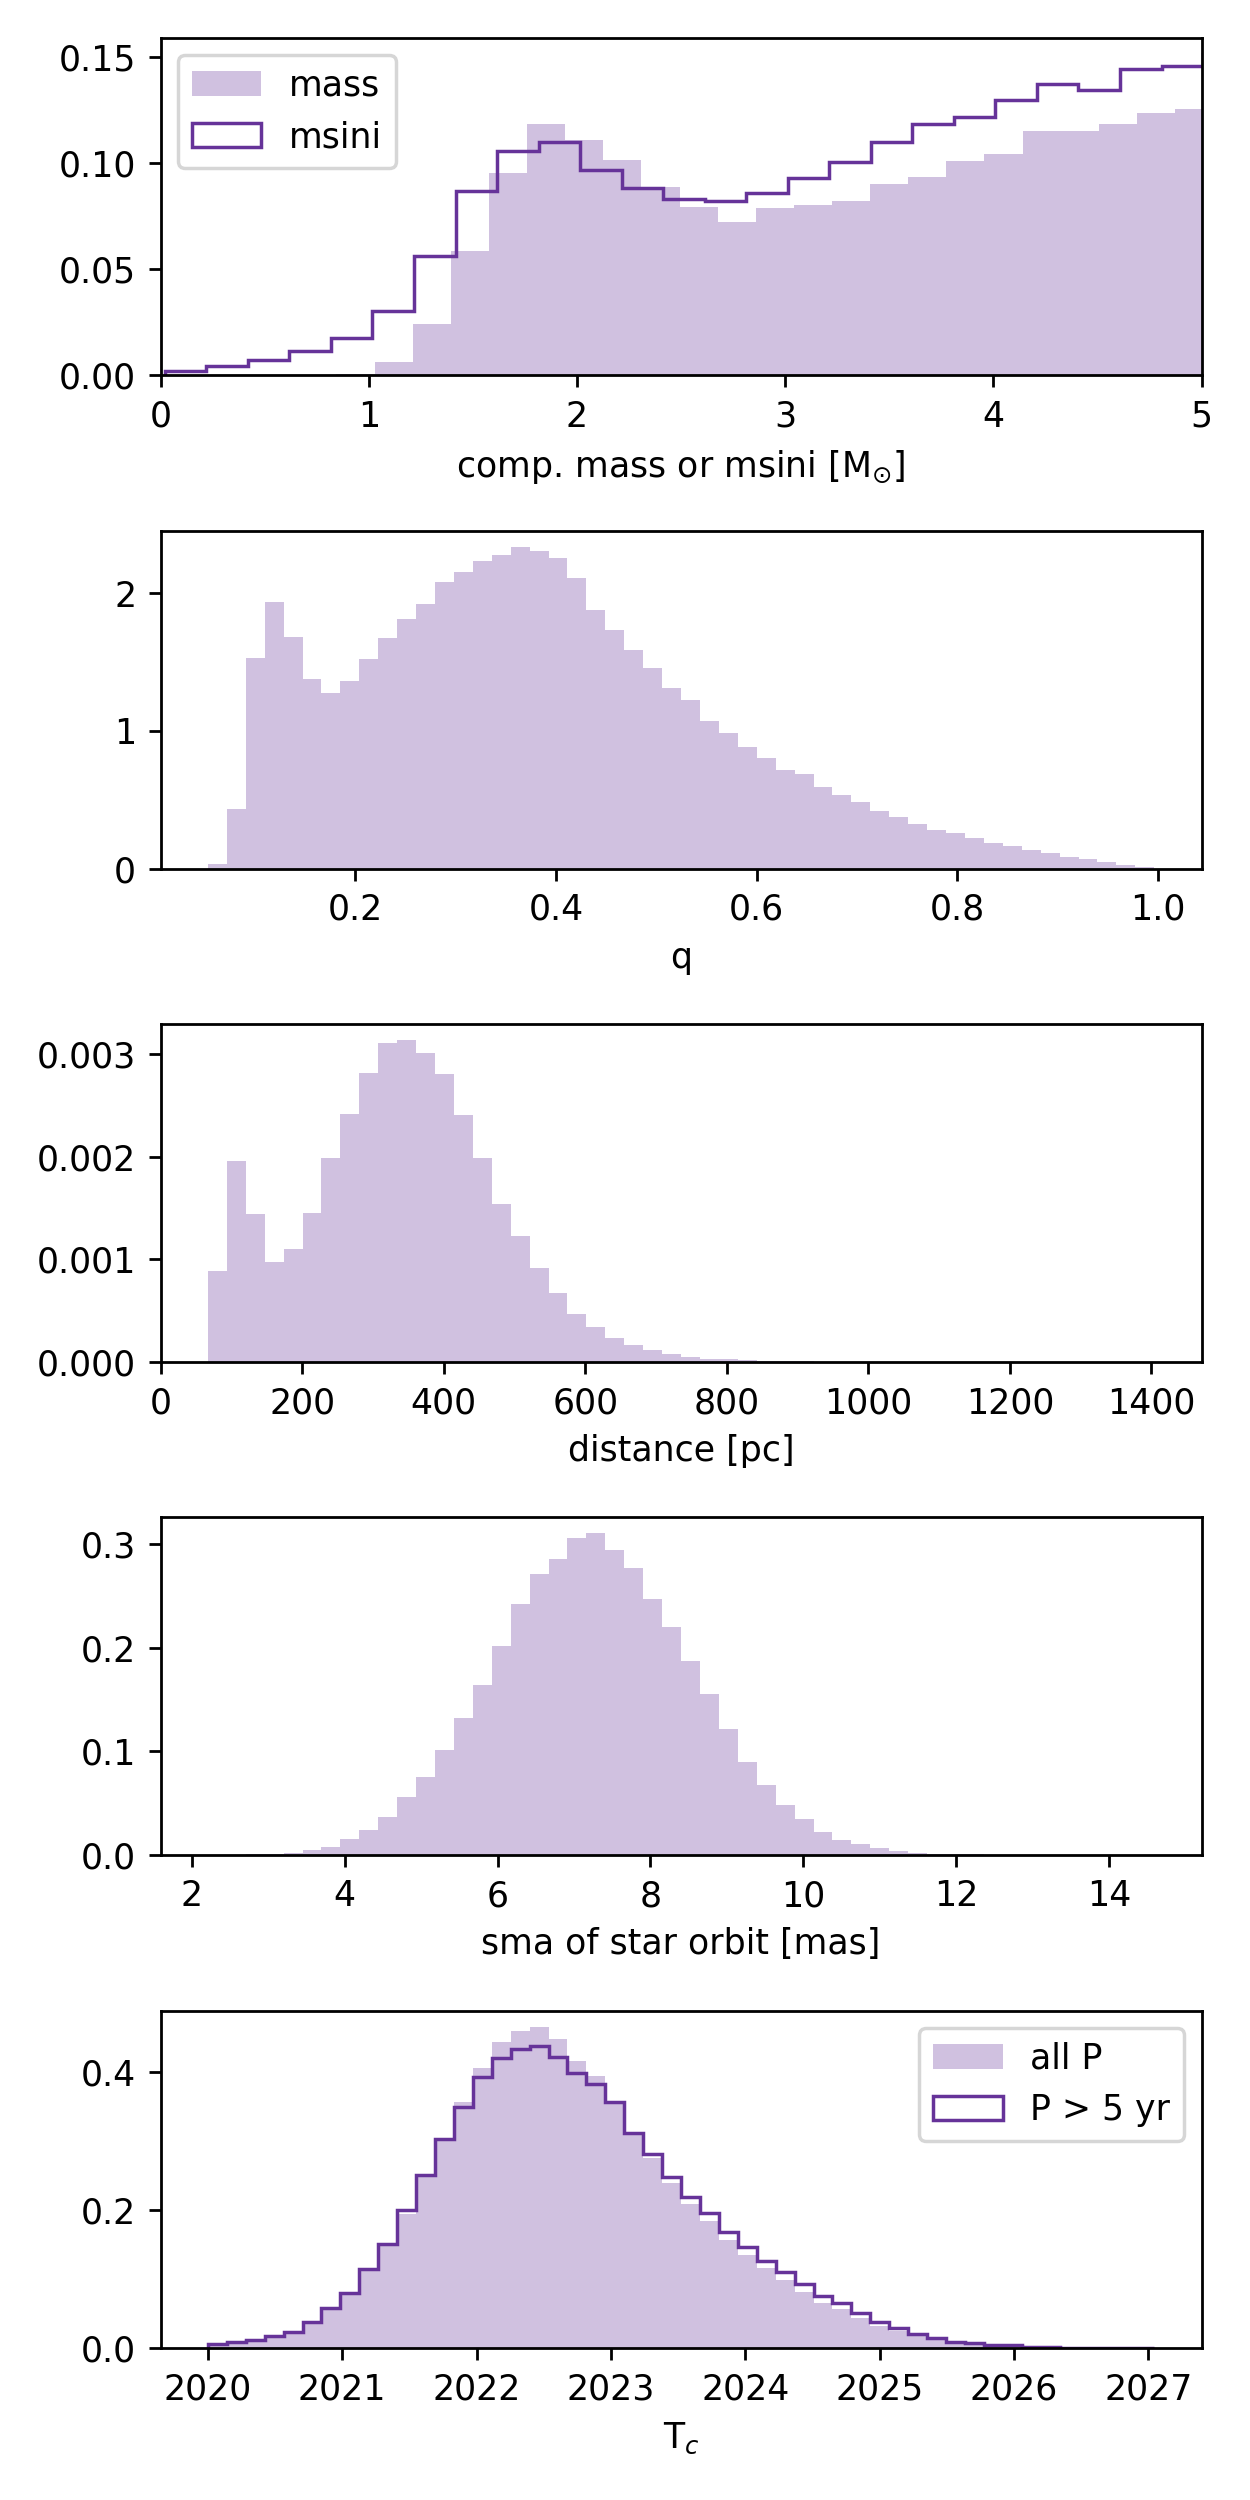 0.15
0.10
0.05
0.00
mass
msini
0 1 2 3 4 5
comp. mass or msini [M⊙]
2
1
0
0.2 0.4 0.6 0.8 1.0
q
0.003
0.002
0.001
0.000
0 200 400 600 800 1000 1200 1400
distance [pc]
0.3
0.2
0.1
0.0
2 4 6 8 10 12 14
sma of star orbit [mas]
0.4
0.2
0.0
all P
P > 5 yr
2020 2021 2022 2023 2024 2025 2026 2027
Tc